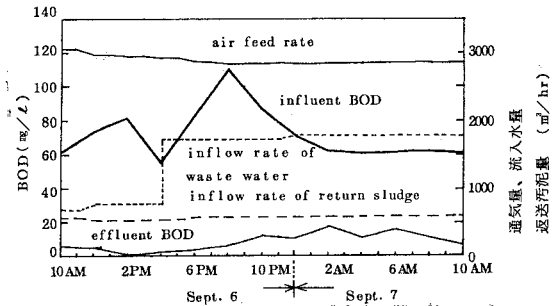 140
120
100
80
60
40
20
0
BOD (mg/ℓ)
air feed rate
influent BOD
inflow rate of
waste water
inflow rate of return sludge
effluent BOD
3000
2000
1000
0
通気量、流入水量
返送汚泥量 (m³/hr)
10 AM 2PM 6 PM 10 PM 2AM 6 AM 10 AM
Sept. 6 Sept. 7